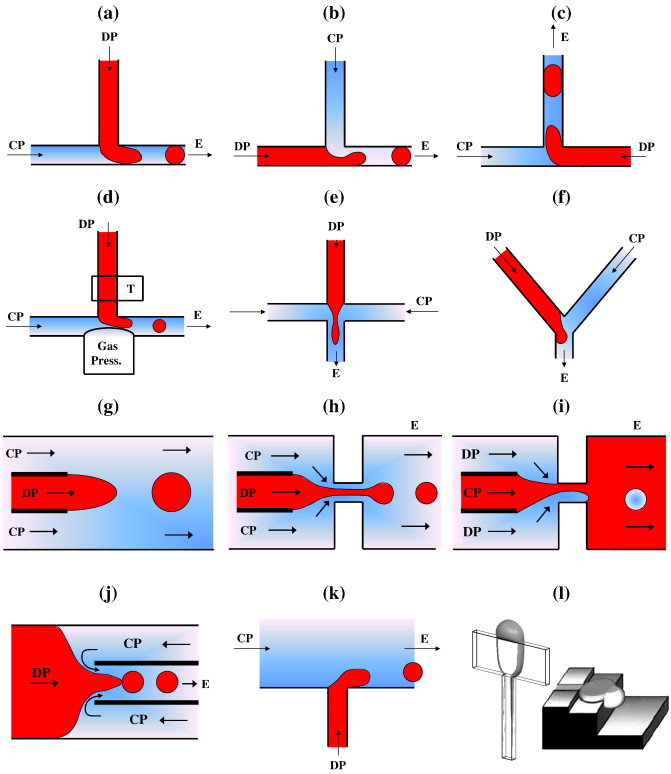 (a)
DP
CP
E
(b)
CP
DP
E
(c)
E
CP
DP
(d)
DP
T
CP
E
Gas
Press.
(e)
DP
CP
E
(f)
DP
CP
E
(g)
CP
DP
CP
(h)
E
CP
DP
CP
(i)
E
DP
CP
DP
(j)
CP
DP
E
CP
(k)
CP
E
DP
(l)